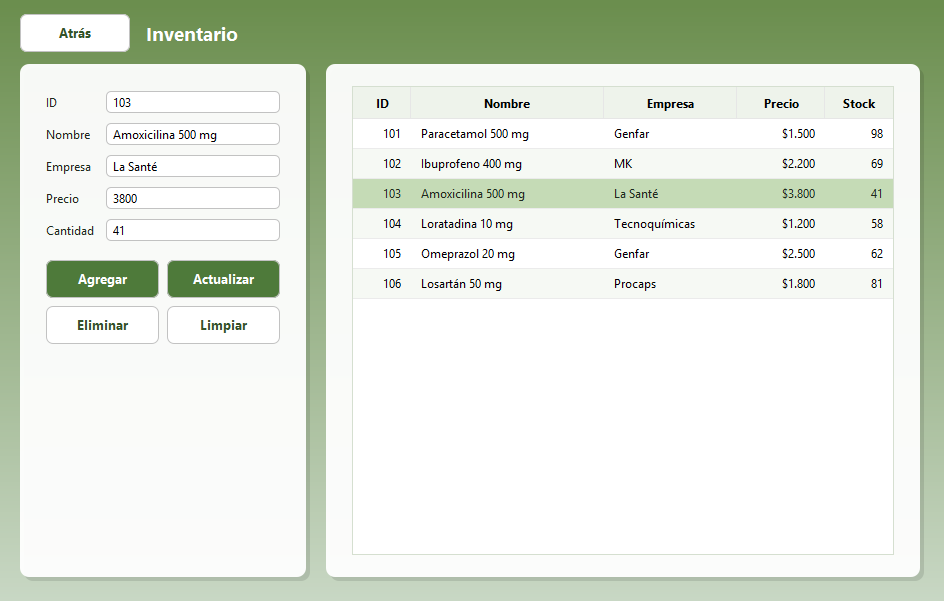 Atrás Inventario
ID 103
Nombre Amoxicilina 500 mg
Empresa La Santé
Precio 3800
Cantidad 41
Agregar Actualizar
Eliminar Limpiar
ID Nombre Empresa Precio Stock
101 Paracetamol 500 mg Genfar $1.500 98
102 Ibuprofeno 400 mg MK $2.200 69
103 Amoxicilina 500 mg La Santé $3.800 41
104 Loratadina 10 mg Tecnoquímicas $1.200 58
105 Omeprazol 20 mg Genfar $2.500 62
106 Losartán 50 mg Procaps $1.800 81